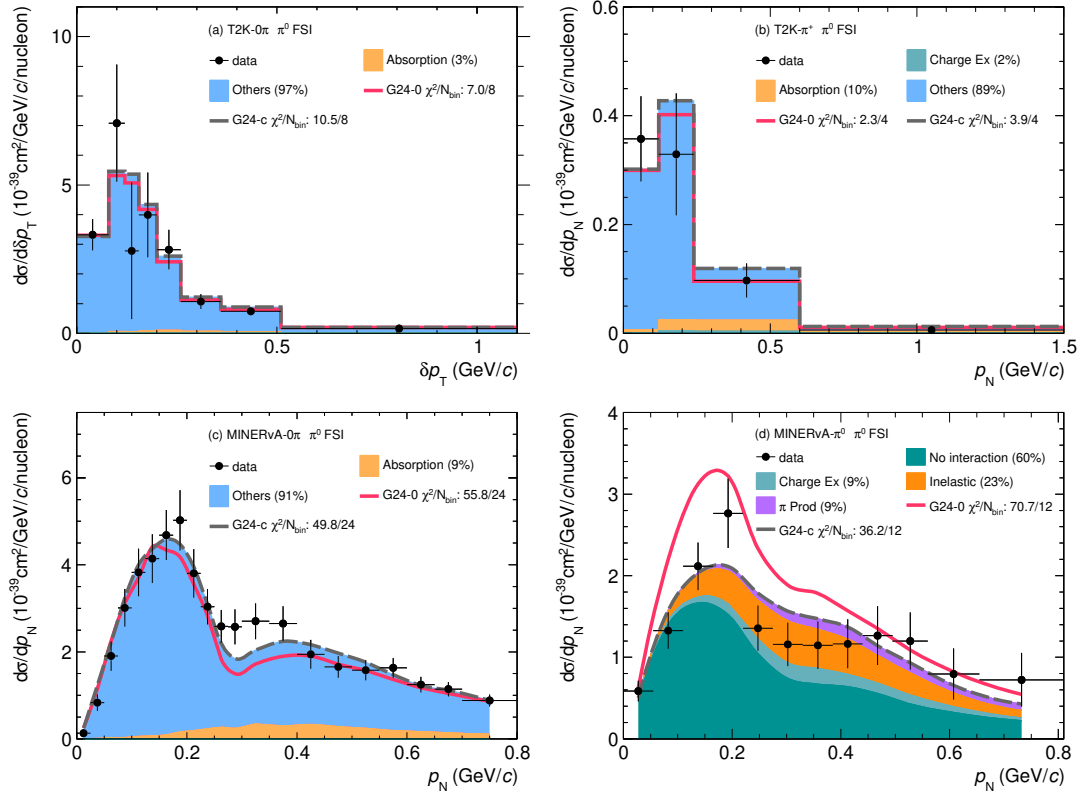 (a) T2K-0π π⁰ FSI
data
Absorption (3%)
Others (97%)
G24-0 χ²/N_bin: 7.0/8
G24-c χ²/N_bin: 10.5/8
10
5
0
0 0.5 1
dσ/dδp_T (10⁻³⁹cm²/GeV/c/nucleon)
δp_T (GeV/c)
(b) T2K-π⁺ π⁰ FSI
data
Charge Ex (2%)
Absorption (10%)
Others (89%)
G24-0 χ²/N_bin: 2.3/4
G24-c χ²/N_bin: 3.9/4
0.6
0.4
0.2
0
0 0.5 1 1.5
dσ/dp_N (10⁻³⁹cm²/GeV/c/nucleon)
p_N (GeV/c)
(c) MINERvA-0π π⁰ FSI
data
Absorption (9%)
Others (91%)
G24-0 χ²/N_bin: 55.8/24
G24-c χ²/N_bin: 49.8/24
6
4
2
0
0 0.2 0.4 0.6 0.8
dσ/dp_N (10⁻³⁹cm²/GeV/c/nucleon)
p_N (GeV/c)
(d) MINERvA-π⁰ π⁰ FSI
data
No interaction (60%)
Charge Ex (9%)
Inelastic (23%)
π Prod (9%)
G24-0 χ²/N_bin: 70.7/12
G24-c χ²/N_bin: 36.2/12
4
3
2
1
0
0 0.2 0.4 0.6 0.8
dσ/dp_N (10⁻³⁹cm²/GeV/c/nucleon)
p_N (GeV/c)